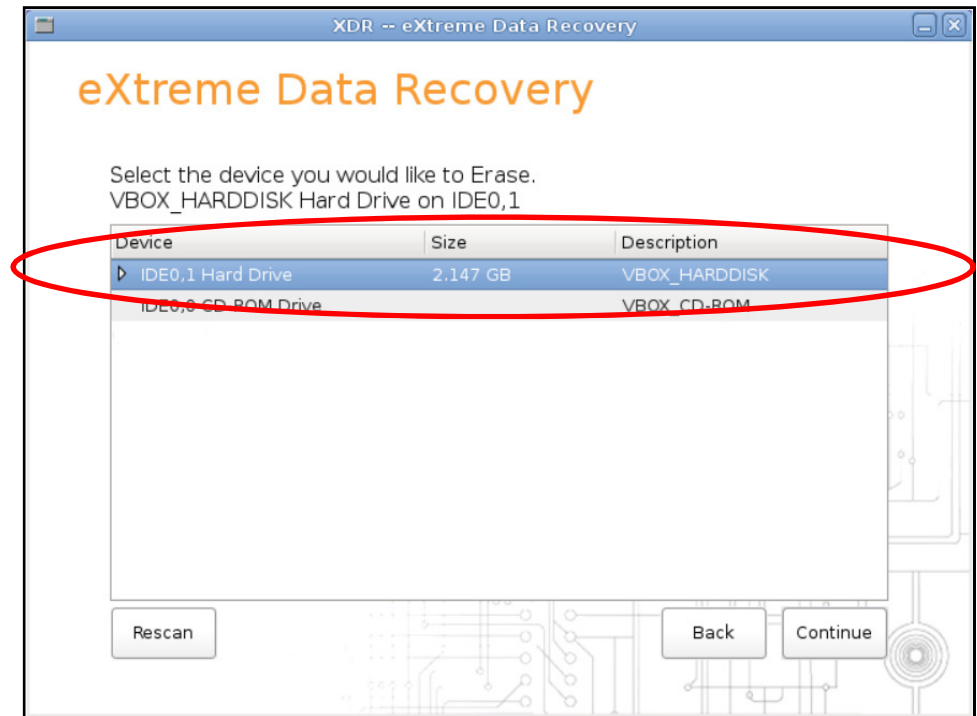 XDR -- eXtreme Data Recovery
eXtreme Data Recovery
Select the device you would like to Erase.
VBOX_HARDDISK Hard Drive on IDE0,1
Device Size Description
IDE0,1 Hard Drive 2.147 GB VBOX_HARDDISK
IDE0,0 CD-ROM Drive VBOX_CD-ROM
Rescan Back Continue